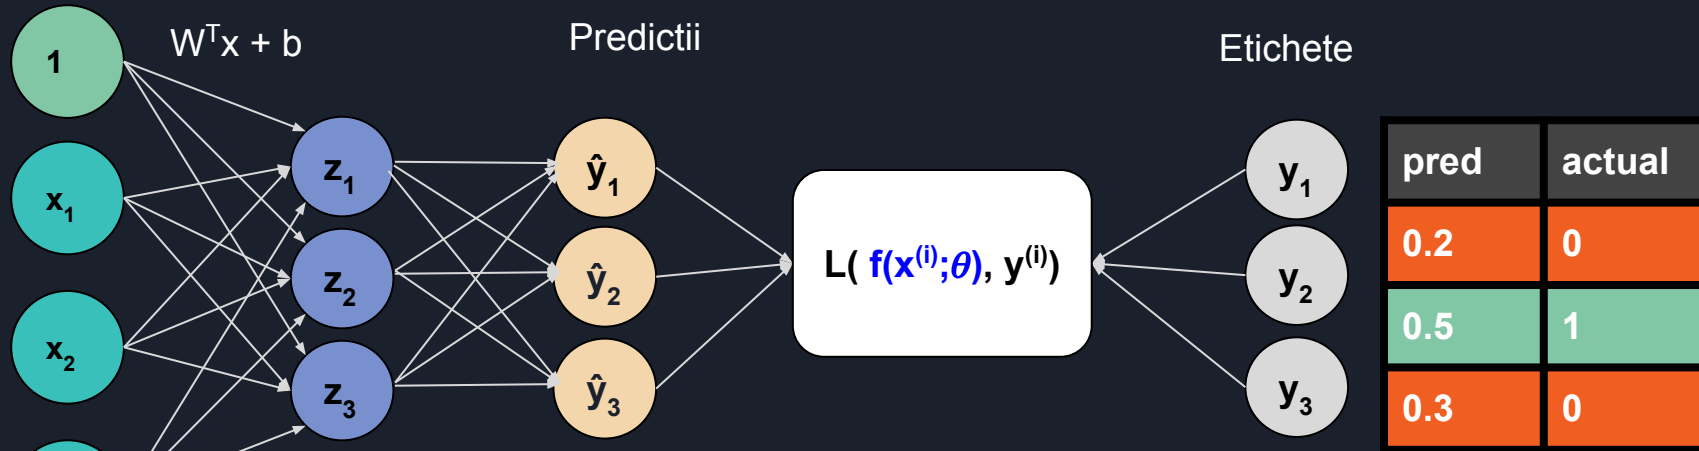 Wᵀx + b
Predictii
Etichete
1
x₁
x₂
z₁
z₂
z₃
ŷ₁
ŷ₂
ŷ₃
L( f(x⁽ⁱ⁾;θ), y⁽ⁱ⁾)
y₁
y₂
y₃
pred actual
0.2 0
0.5 1
0.3 0